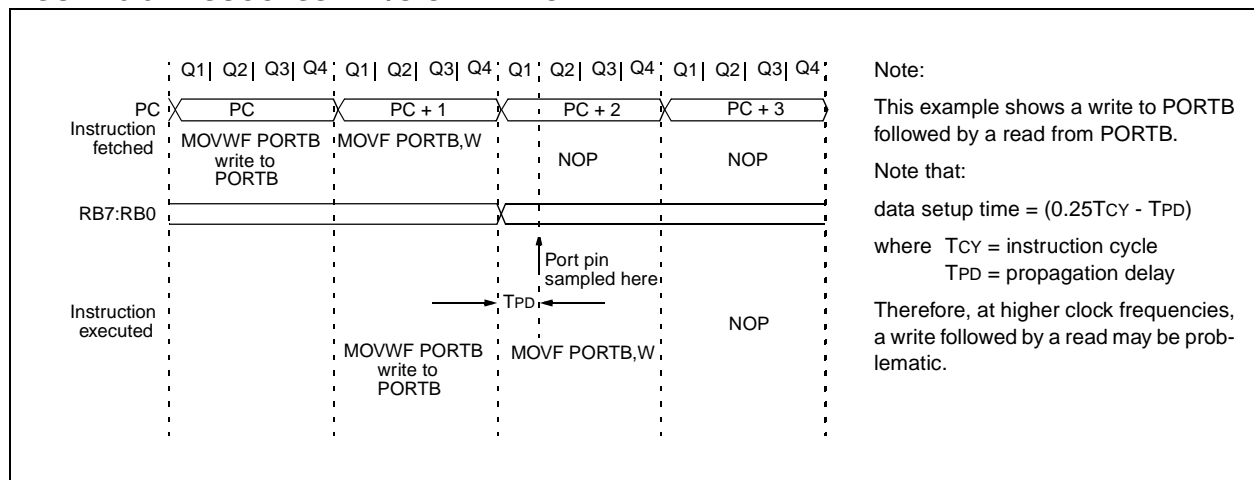 Q1| Q2| Q3| Q4 Q1| Q2| Q3| Q4 Q1| Q2| Q3| Q4 Q1| Q2| Q3| Q4
PC PC PC + 1 PC + 2 PC + 3
Instruction
fetched
MOVWF PORTB
write to
PORTB
MOVF PORTB,W
NOP
NOP
RB7:RB0
Port pin
sampled here
TPD
Instruction
executed
MOVWF PORTB
write to
PORTB
MOVF PORTB,W
NOP
Note:
This example shows a write to PORTB
followed by a read from PORTB.
Note that:
data setup time = (0.25TCY - TPD)
where TCY = instruction cycle
TPD = propagation delay
Therefore, at higher clock frequencies,
a write followed by a read may be prob-
lematic.